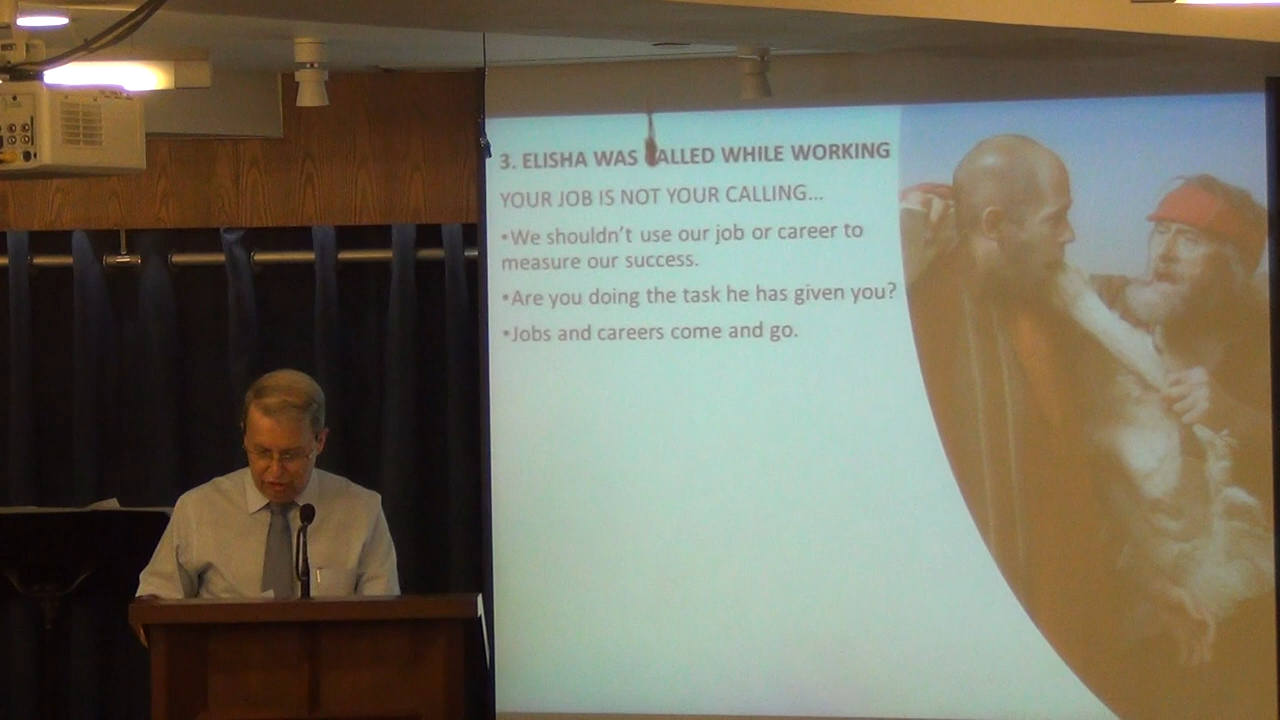 3. ELISHA WAS CALLED WHILE WORKING
YOUR JOB IS NOT YOUR CALLING...
•We shouldn't use our job or career to
measure our success.
•Are you doing the task he has given you?
•Jobs and careers come and go.